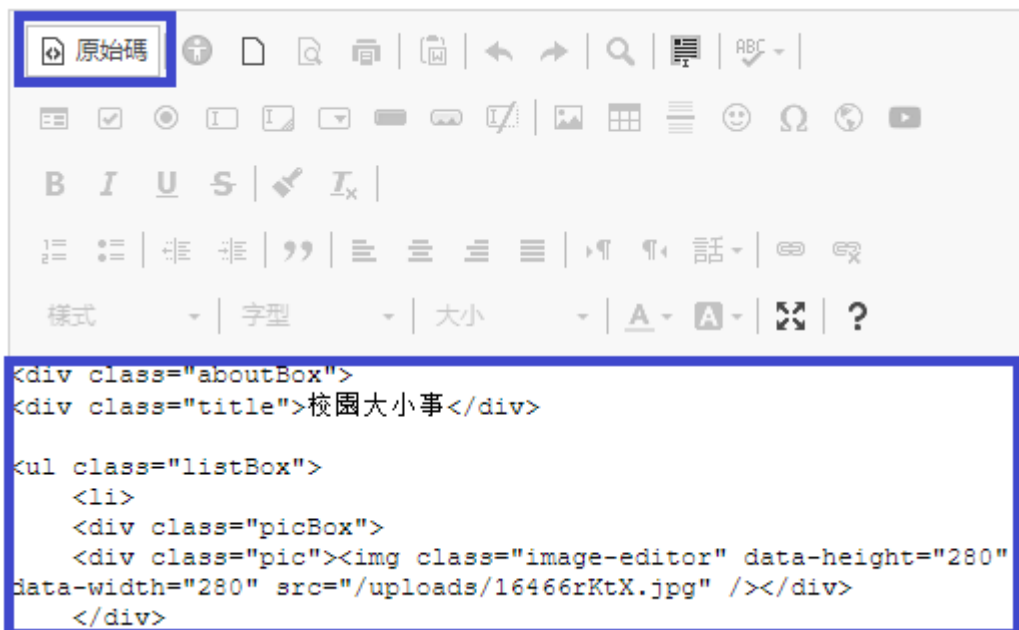 原始碼
ABC
B I U S Tx
話
樣式 字型 大小 A A ?
<div class="aboutBox">
<div class="title">校園大小事</div>
<ul class="listBox">
<li>
<div class="picBox">
<div class="pic"><img class="image-editor" data-height="280"
data-width="280" src="/uploads/16466rKtX.jpg" /></div>
</div>